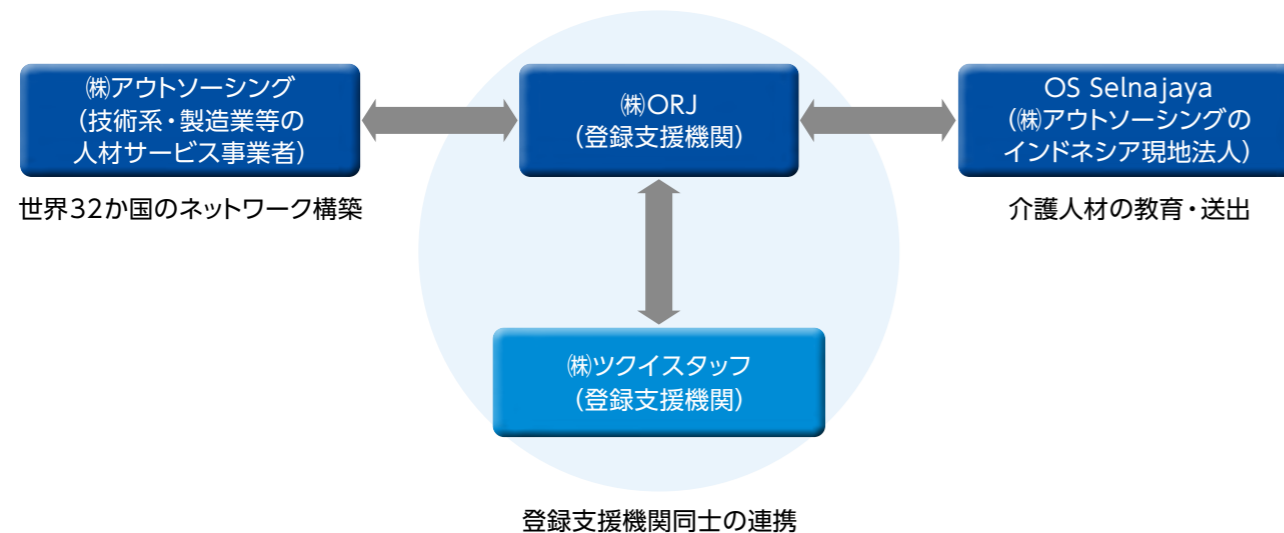 ㈱アウトソーシング
(技術系・製造業等の
人材サービス事業者)
世界32か国のネットワーク構築
㈱ORJ
(登録支援機関)
OS Selnajaya
(㈱アウトソーシングの
インドネシア現地法人)
介護人材の教育・送出
㈱ツクイスタッフ
(登録支援機関)
登録支援機関同士の連携